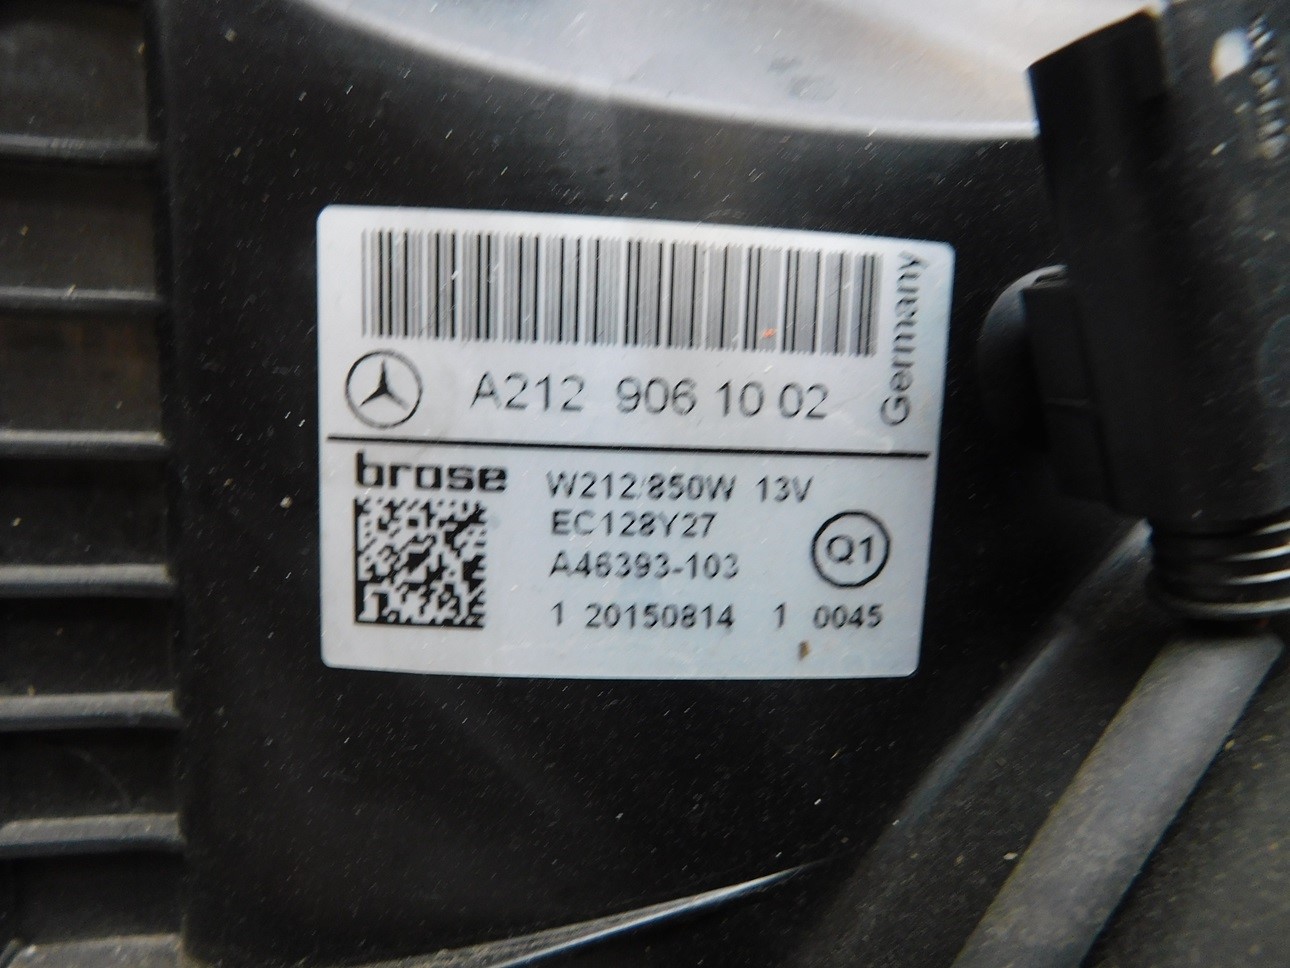 A212 906 10 02
Germany
brose
W212/850W 13V
EC128Y27
A46393-103
Q1
1 20150814 1 0045